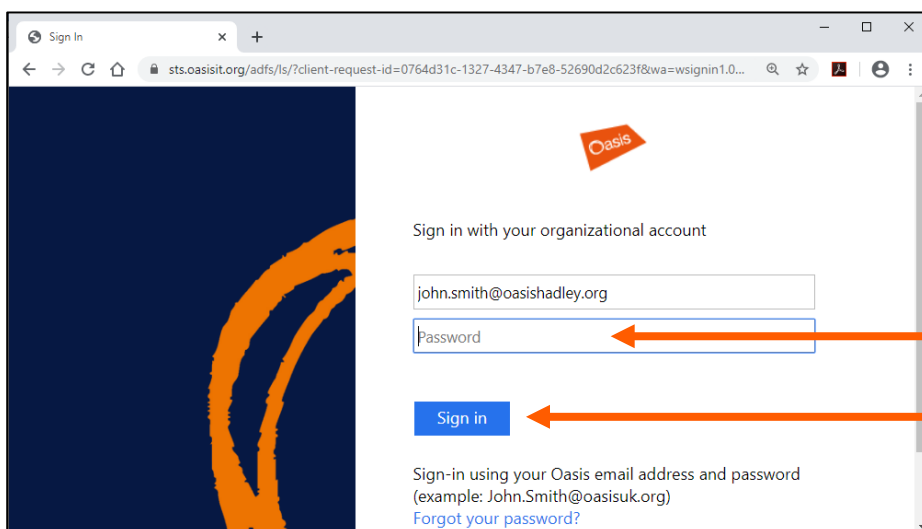 Sign In
sts.oasisit.org/adfs/ls/?client-request-id=0764d31c-1327-4347-b7e8-52690d2c623f&wa=wsignin1.0...
Oasis
Sign in with your organizational account
john.smith@oasishadley.org
Password
Sign in
Sign-in using your Oasis email address and password
(example: John.Smith@oasisuk.org)
Forgot your password?